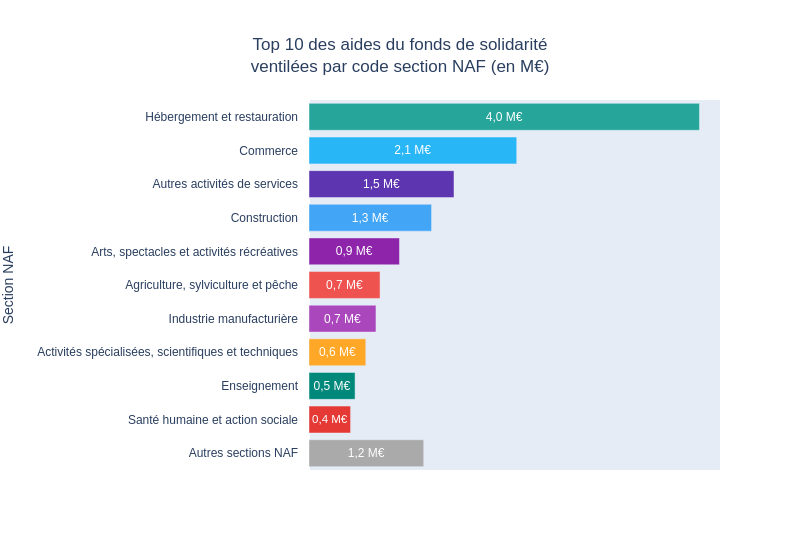 Top 10 des aides du fonds de solidarité
ventilées par code section NAF (en M€)
Section NAF
Hébergement et restauration 4,0 M€
Commerce 2,1 M€
Autres activités de services 1,5 M€
Construction 1,3 M€
Arts, spectacles et activités récréatives 0,9 M€
Agriculture, sylviculture et pêche 0,7 M€
Industrie manufacturière 0,7 M€
Activités spécialisées, scientifiques et techniques 0,6 M€
Enseignement 0,5 M€
Santé humaine et action sociale 0,4 M€
Autres sections NAF 1,2 M€